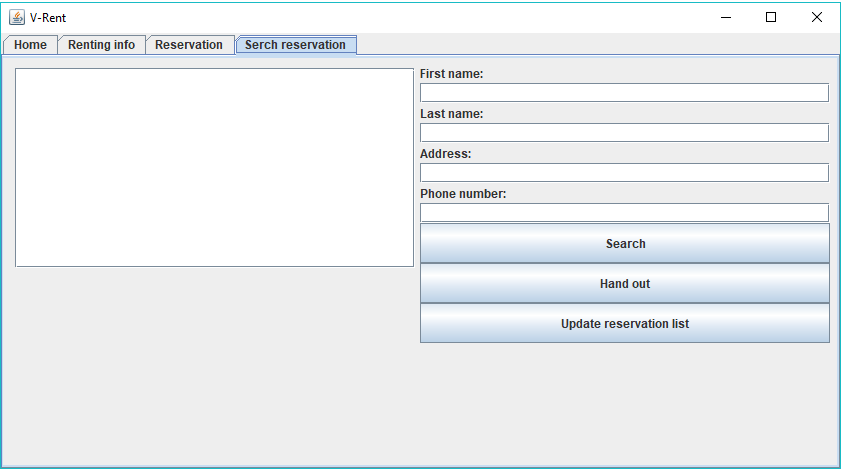 V-Rent
Home Renting info Reservation Serch reservation
First name:
Last name:
Address:
Phone number:
Search
Hand out
Update reservation list